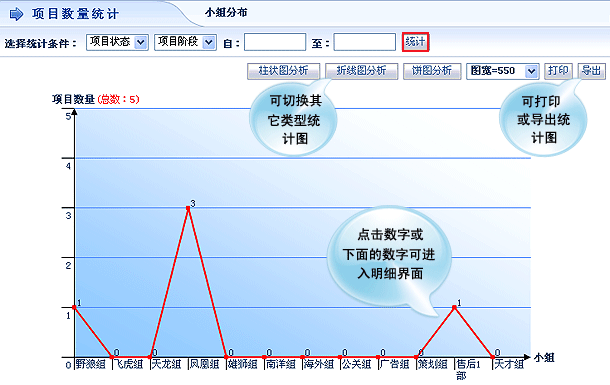 项目数量统计
小组分布
选择统计条件： 项目状态 项目阶段 自： 至： 统计
柱状图分析 折线图分析 饼图分析 图宽=550 打印 导出
项目数量(总数：5)
可切换其
它类型统
计图
可打印
或导出统
计图
5
4
3
2
1
0
点击数字或
下面的数字可进
入明细界面
1 0 0 3 0 0 0 0 0 0 1 0
野狼组 飞虎组 天龙组 凤凰组 雄狮组 南洋组 海外组 公关组 广告组 策划组 售后1部 天才组
小组